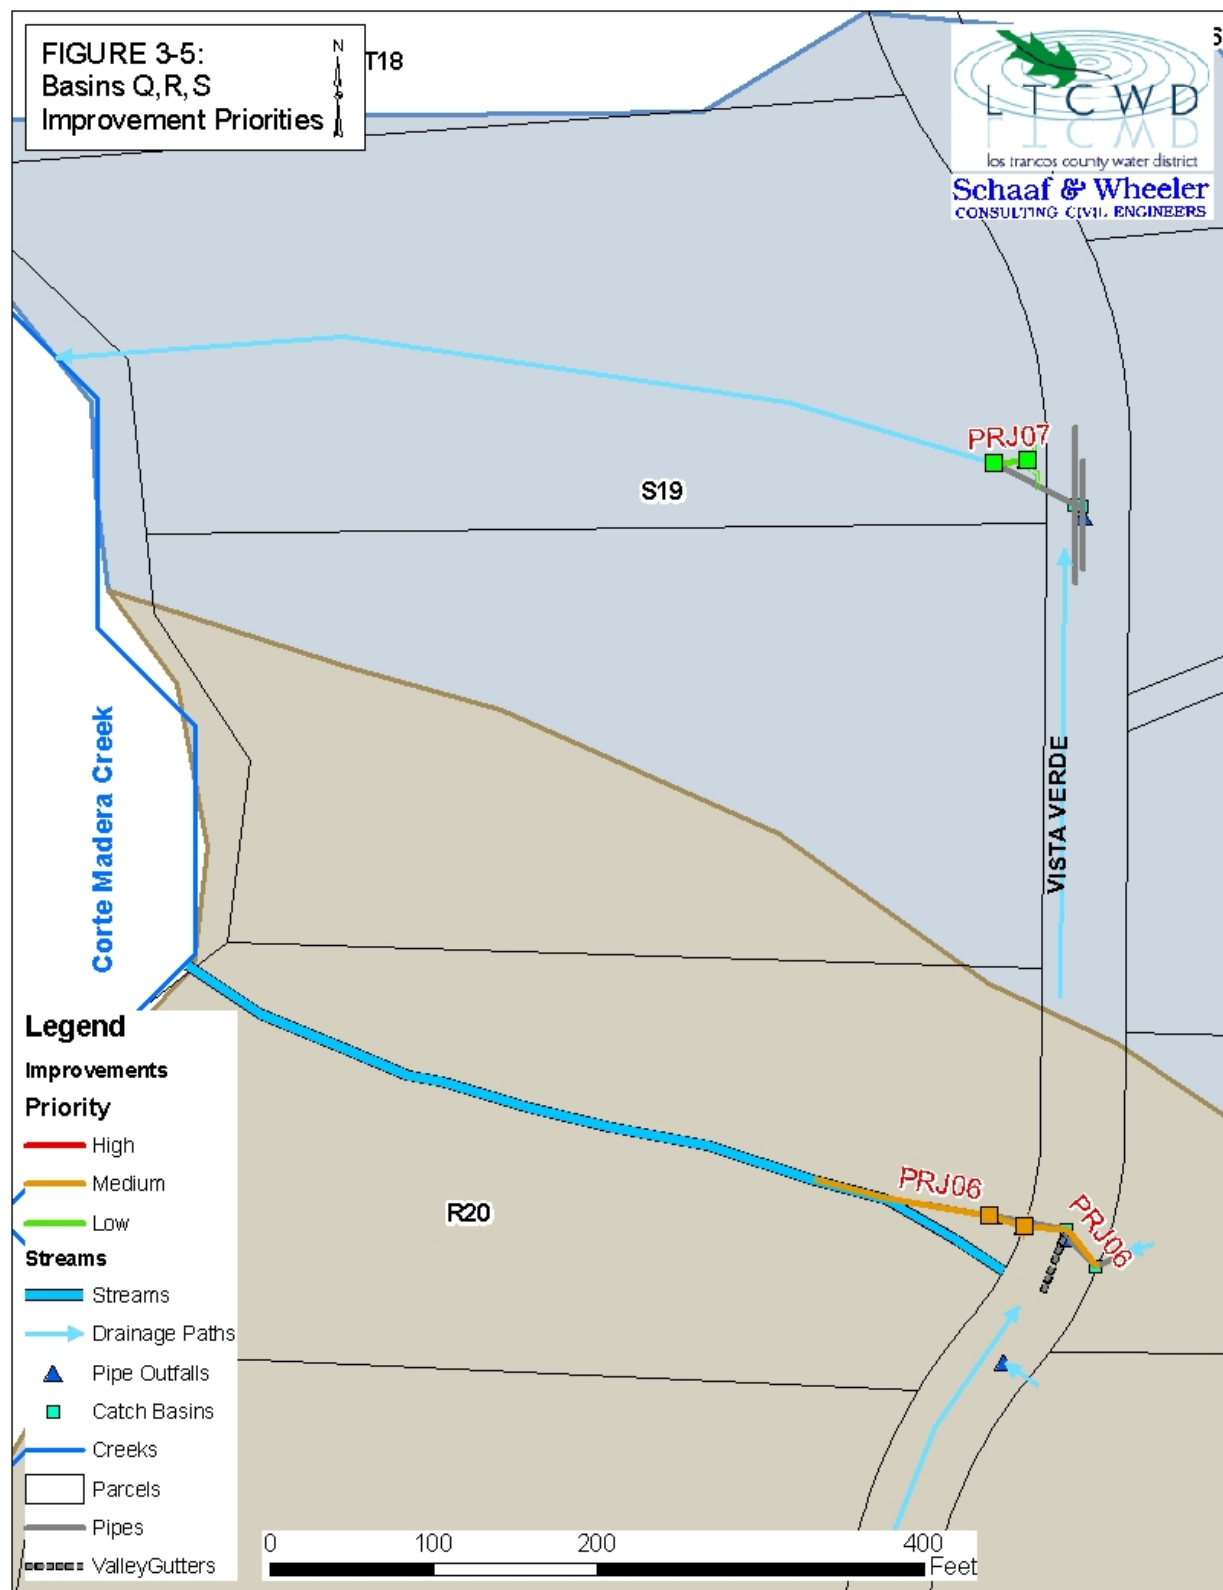 FIGURE 3-5:
Basins Q, R, S
Improvement Priorities
N
T18
LTCWD
los trancos county water district
Schaaf & Wheeler
CONSULTING CIVIL ENGINEERS
PRJ07
S19
VISTA VERDE
Corte Madera Creek
PRJ06
PRJ06
R20
Legend
Improvements
Priority
High
Medium
Low
Streams
Streams
Drainage Paths
Pipe Outfalls
Catch Basins
Creeks
Parcels
Pipes
ValleyGutters
0 100 200 400
Feet